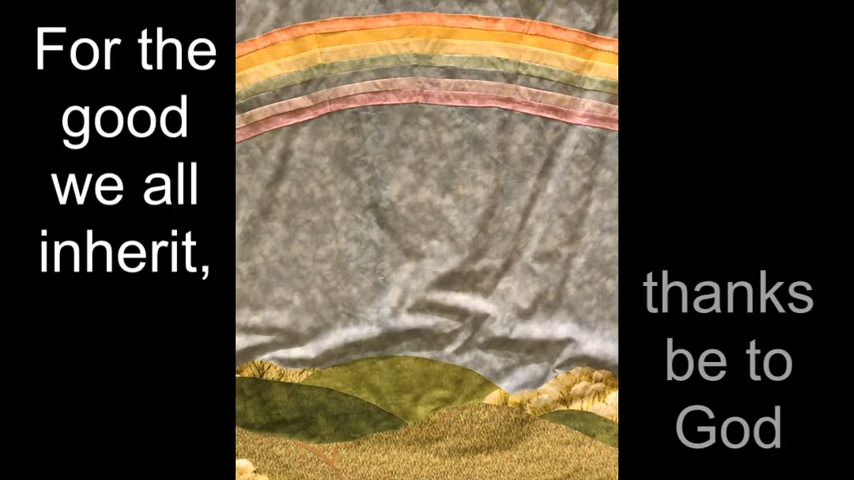 For the
good
we all
inherit,
thanks
be to
God